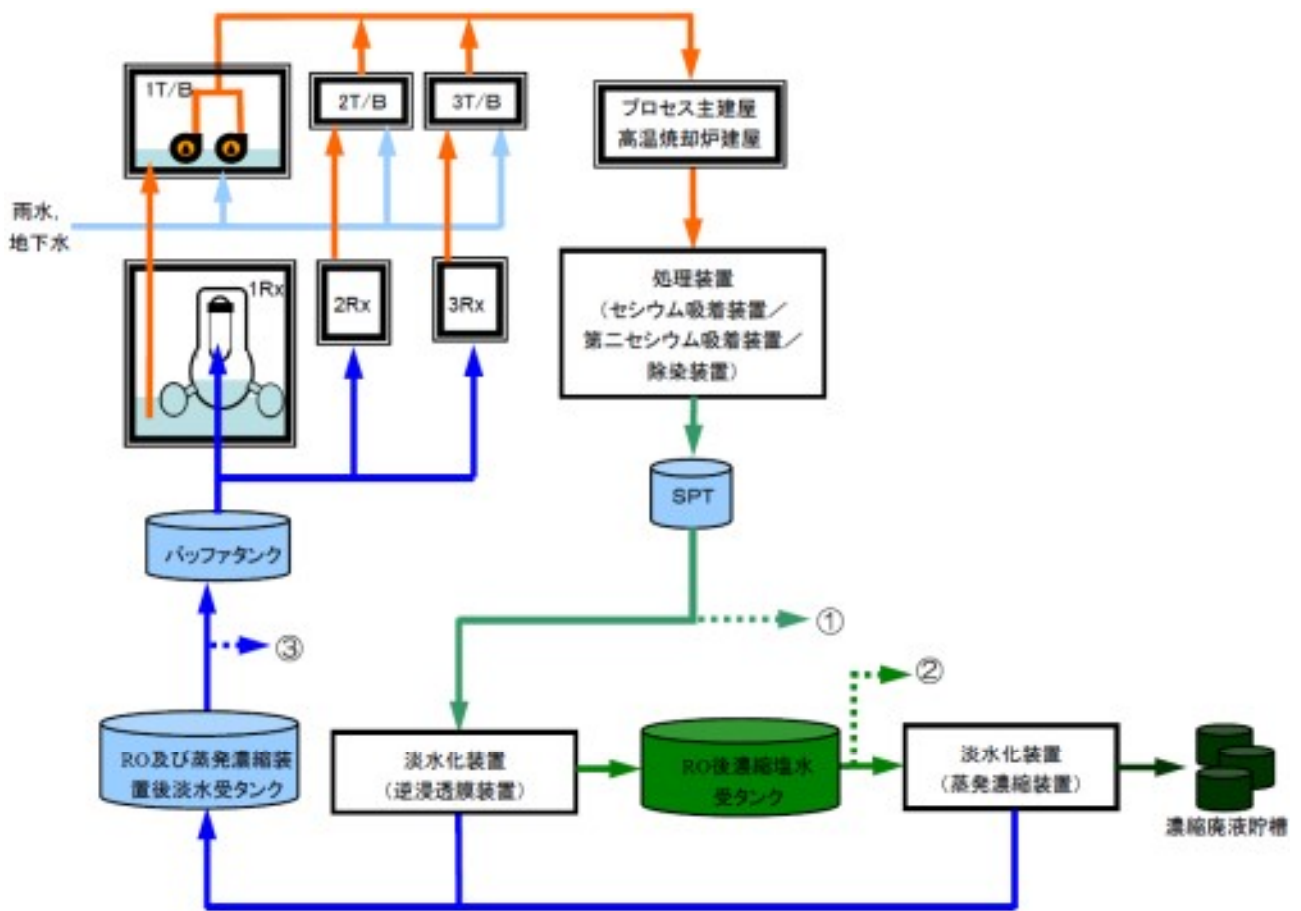 1T/B
2T/B
3T/B
プロセス主建屋
高温焼却炉建屋
雨水,
地下水
1Rx
2Rx
3Rx
処理装置
(セシウム吸着装置/
第二セシウム吸着装置/
除染装置)
SPT
バッファタンク
①
③
②
RO及び蒸発濃縮装
置後淡水受タンク
淡水化装置
(逆浸透膜装置)
RO後濃縮塩水
受タンク
淡水化装置
(蒸発濃縮装置)
濃縮廃液貯槽